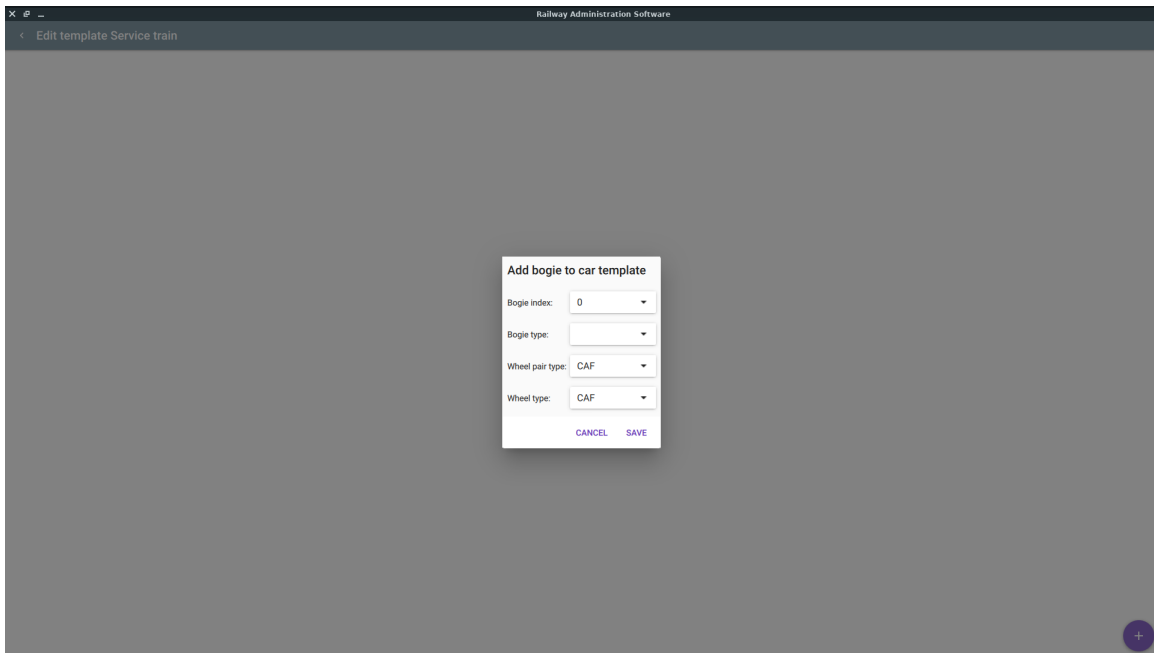 Railway Administration Software
Edit template Service train
Add bogie to car template
Bogie index: 0
Bogie type:
Wheel pair type: CAF
Wheel type: CAF
CANCEL SAVE